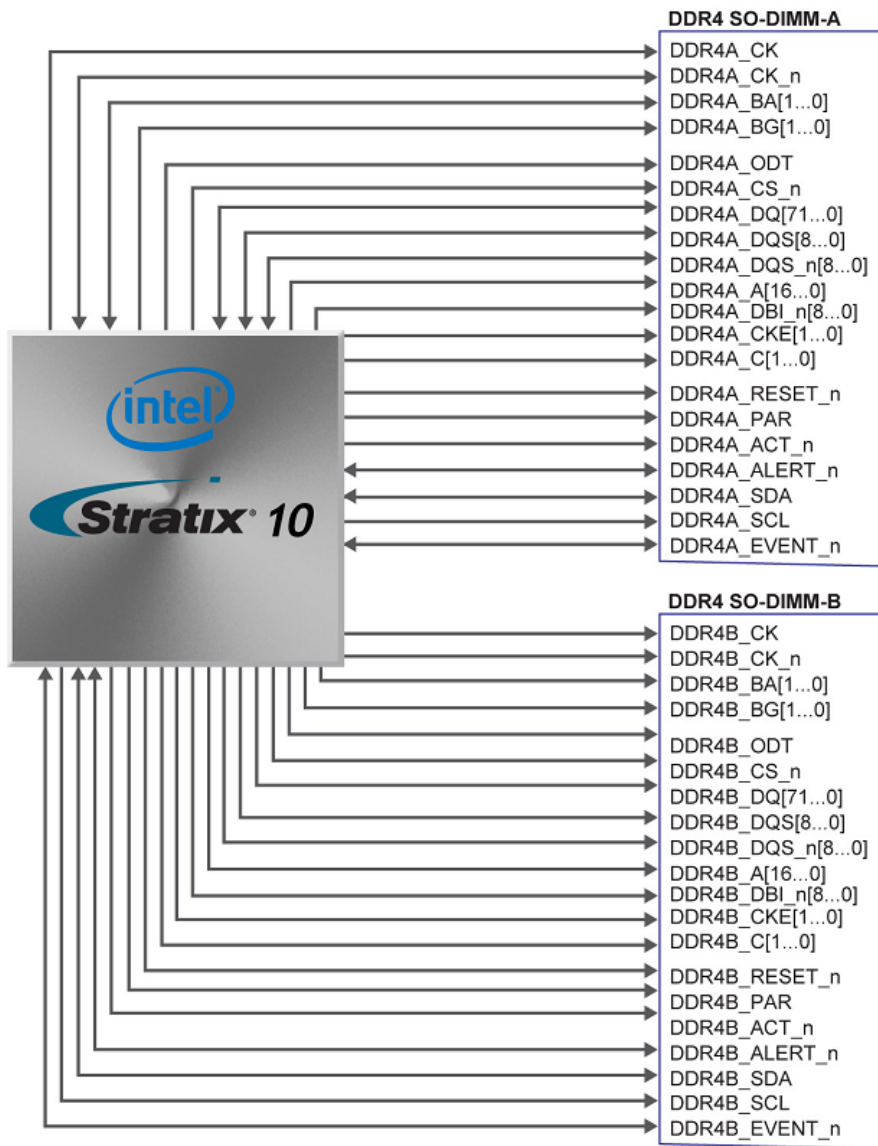 DDR4 SO-DIMM-A
DDR4A_CK
DDR4A_CK_n
DDR4A_BA[1...0]
DDR4A_BG[1...0]
DDR4A_ODT
DDR4A_CS_n
DDR4A_DQ[71...0]
DDR4A_DQS[8...0]
DDR4A_DQS_n[8...0]
DDR4A_A[16...0]
DDR4A_DBI_n[8...0]
DDR4A_CKE[1...0]
DDR4A_C[1...0]
DDR4A_RESET_n
DDR4A_PAR
DDR4A_ACT_n
DDR4A_ALERT_n
DDR4A_SDA
DDR4A_SCL
DDR4A_EVENT_n
intel
Stratix® 10
DDR4 SO-DIMM-B
DDR4B_CK
DDR4B_CK_n
DDR4B_BA[1...0]
DDR4B_BG[1...0]
DDR4B_ODT
DDR4B_CS_n
DDR4B_DQ[71...0]
DDR4B_DQS[8...0]
DDR4B_DQS_n[8...0]
DDR4B_A[16...0]
DDR4B_DBI_n[8...0]
DDR4B_CKE[1...0]
DDR4B_C[1...0]
DDR4B_RESET_n
DDR4B_PAR
DDR4B_ACT_n
DDR4B_ALERT_n
DDR4B_SDA
DDR4B_SCL
DDR4B_EVENT_n